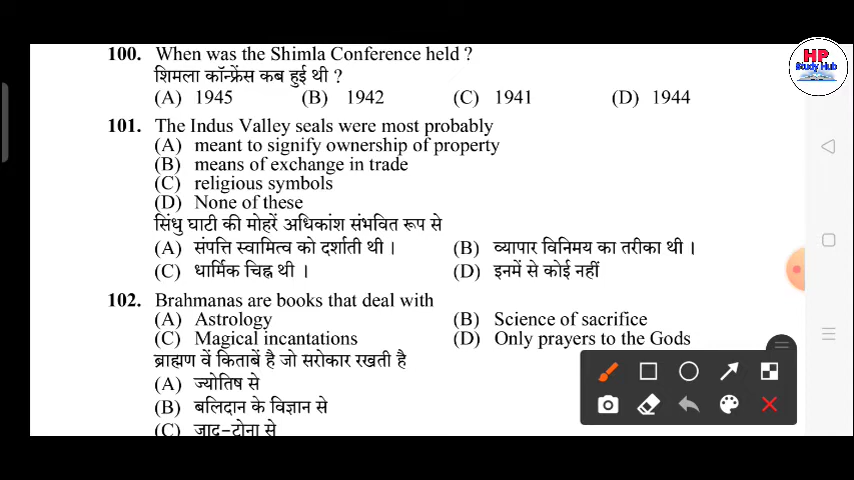 100. When was the Shimla Conference held ?
शिमला कॉन्फ्रेंस कब हुई थी ?
(A) 1945 (B) 1942 (C) 1941 (D) 1944
101. The Indus Valley seals were most probably
(A) meant to signify ownership of property
(B) means of exchange in trade
(C) religious symbols
(D) None of these
सिंधु घाटी की मोहरें अधिकांश संभवित रूप से
(A) संपत्ति स्वामित्व को दर्शाती थी । (B) व्यापार विनिमय का तरीका थी ।
(C) धार्मिक चिह्न थी । (D) इनमें से कोई नहीं
102. Brahmanas are books that deal with
(A) Astrology (B) Science of sacrifice
(C) Magical incantations (D) Only prayers to the Gods
ब्राह्मण वें किताबें है जो सरोकार रखती है
(A) ज्योतिष से
(B) बलिदान के विज्ञान से
(C) जादू-टोना से
HP
Study Hub